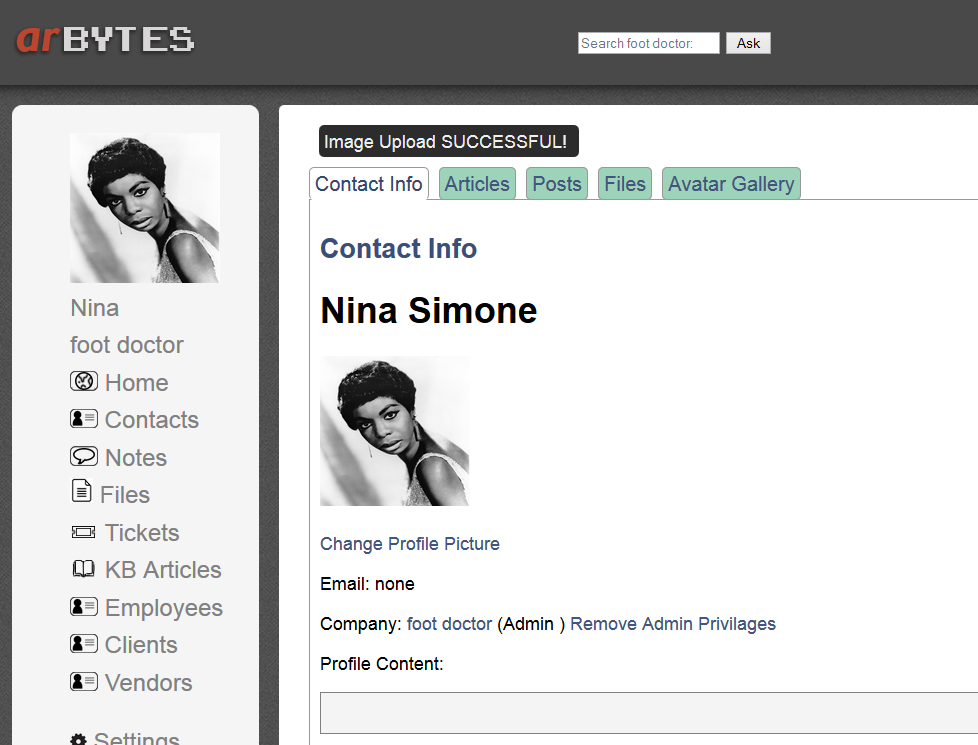 arBYTES
Search foot doctor:
Ask
Nina
foot doctor
Home
Contacts
Notes
Files
Tickets
KB Articles
Employees
Clients
Vendors
Settings
Image Upload SUCCESSFUL!
Contact Info
Articles
Posts
Files
Avatar Gallery
Contact Info
Nina Simone
Change Profile Picture
Email: none
Company: foot doctor (Admin ) Remove Admin Privilages
Profile Content: